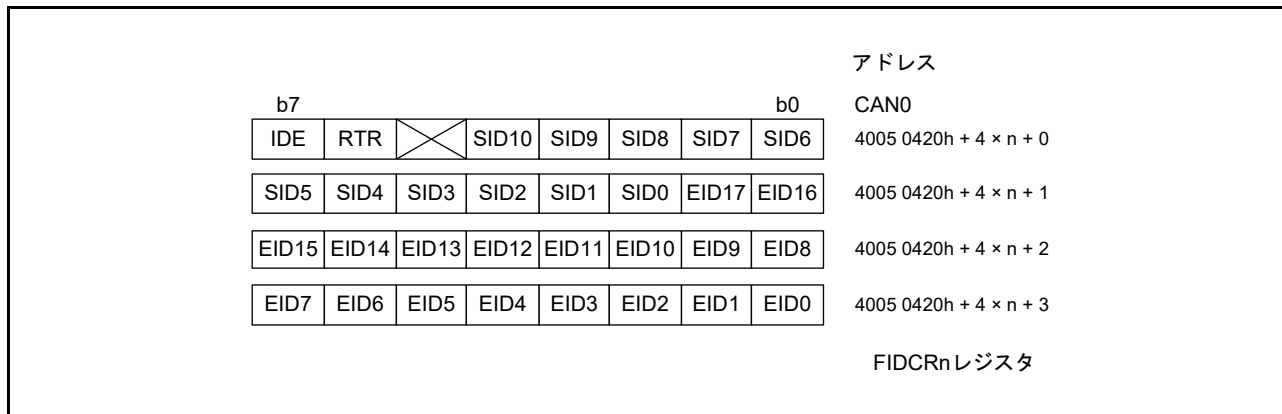 アドレス
b7 b0 CAN0
IDE RTR SID10 SID9 SID8 SID7 SID6 4005 0420h + 4 × n + 0
SID5 SID4 SID3 SID2 SID1 SID0 EID17 EID16 4005 0420h + 4 × n + 1
EID15 EID14 EID13 EID12 EID11 EID10 EID9 EID8 4005 0420h + 4 × n + 2
EID7 EID6 EID5 EID4 EID3 EID2 EID1 EID0 4005 0420h + 4 × n + 3
FIDCRnレジスタ